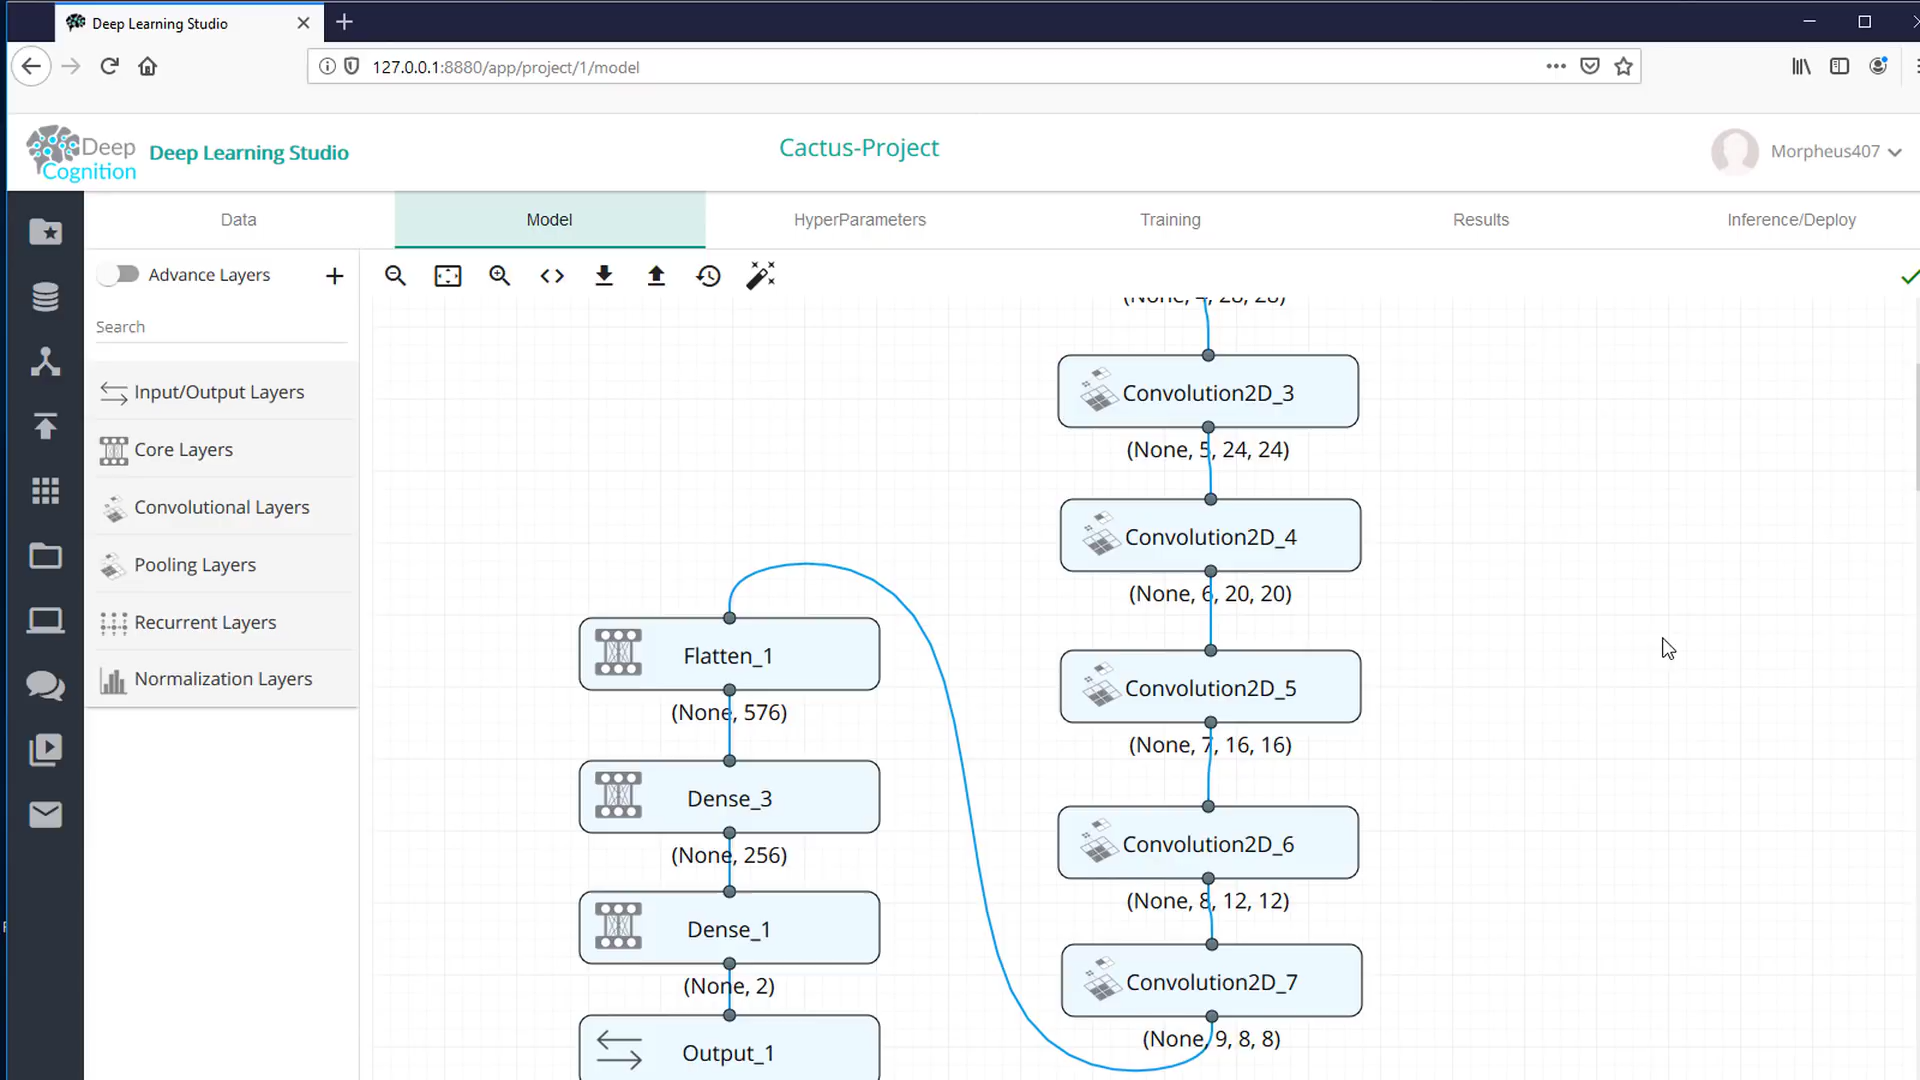 Deep Learning Studio
127.0.0.1:8880/app/project/1/model
Deep
Cognition
Deep Learning Studio
Cactus-Project
Morpheus407
Data
Model
HyperParameters
Training
Results
Inference/Deploy
Advance Layers
Search
Input/Output Layers
Core Layers
Convolutional Layers
Pooling Layers
Recurrent Layers
Normalization Layers
(None, 4, 28, 28)
Convolution2D_3
(None, 5, 24, 24)
Convolution2D_4
(None, 6, 20, 20)
Convolution2D_5
(None, 7, 16, 16)
Convolution2D_6
(None, 8, 12, 12)
Convolution2D_7
(None, 9, 8, 8)
Flatten_1
(None, 576)
Dense_3
(None, 256)
Dense_1
(None, 2)
Output_1